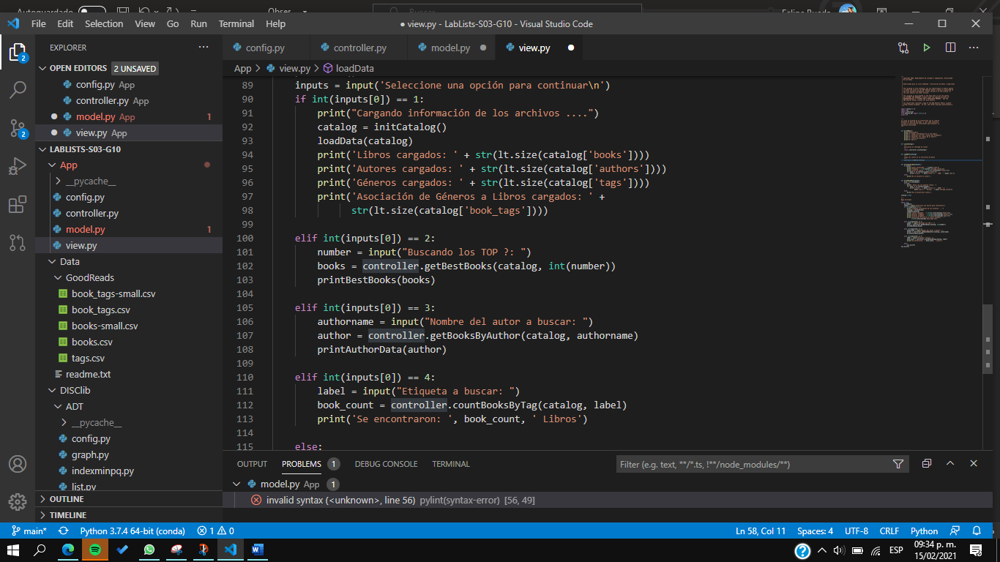 Autoguardado
Obser
Buscar
File Edit Selection View Go Run Terminal Help
● view.py - LabLists-S03-G10 - Visual Studio Code
EXPLORER
OPEN EDITORS 2 UNSAVED
config.py App
controller.py App
model.py App 1
view.py App
LABLISTS-S03-G10
App
__pycache__
config.py
controller.py
model.py 1
view.py
Data
GoodReads
book_tags-small.csv
book_tags.csv
books-small.csv
books.csv
tags.csv
readme.txt
DISClib
ADT
__pycache__
config.py
graph.py
indexminpq.py
list.py
OUTLINE
TIMELINE
config.py controller.py model.py view.py
App > view.py > loadData
89 inputs = input('Seleccione una opción para continuar\n')
90 if int(inputs[0]) == 1:
91 print("Cargando información de los archivos ....")
92 catalog = initCatalog()
93 loadData(catalog)
94 print('Libros cargados: ' + str(lt.size(catalog['books'])))
95 print('Autores cargados: ' + str(lt.size(catalog['authors'])))
96 print('Géneros cargados: ' + str(lt.size(catalog['tags'])))
97 print('Asociación de Géneros a Libros cargados: ' +
98 str(lt.size(catalog['book_tags'])))
99
100 elif int(inputs[0]) == 2:
101 number = input("Buscando los TOP ?: ")
102 books = controller.getBestBooks(catalog, int(number))
103 printBestBooks(books)
104
105 elif int(inputs[0]) == 3:
106 authorname = input("Nombre del autor a buscar: ")
107 author = controller.getBooksByAuthor(catalog, authorname)
108 printAuthorData(author)
109
110 elif int(inputs[0]) == 4:
111 label = input("Etiqueta a buscar: ")
112 book_count = controller.countBooksByTag(catalog, label)
113 print('Se encontraron: ', book_count, ' Libros')
114
115 else:
OUTPUT PROBLEMS 1 DEBUG CONSOLE TERMINAL
Filter (e.g. text, **/*.ts, !**/node_modules/**)
model.py App 1
invalid syntax (<unknown>, line 56) pylint(syntax-error) [56, 49]
main* Python 3.7.4 64-bit (conda) 1 0
Ln 58, Col 11 Spaces: 4 UTF-8 CRLF Python
ESP
09:34 p. m.
15/02/2021